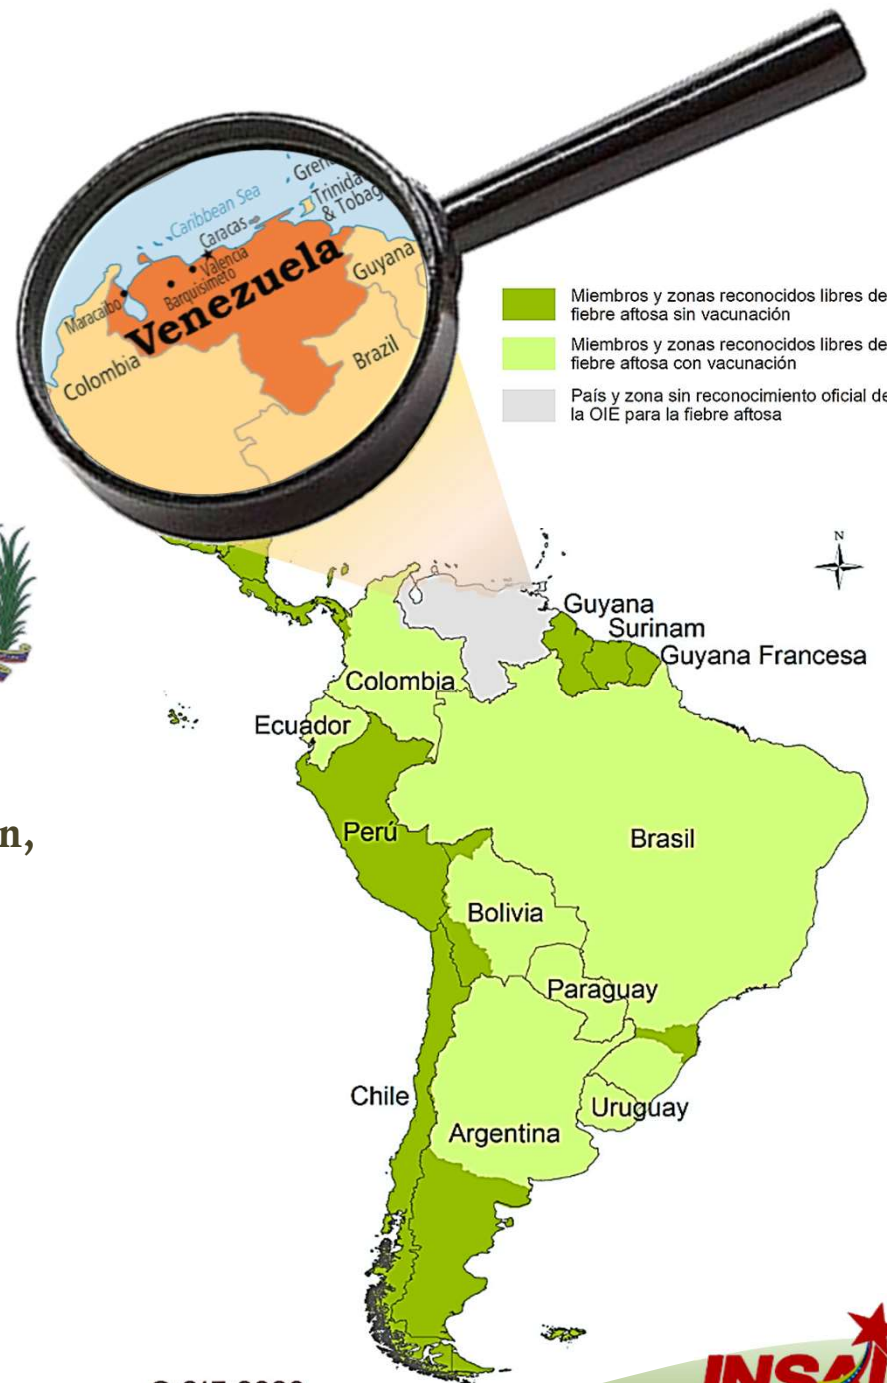 Grena
Trinidad
& Tobago
Caribbean Sea
Caracas
Valencia
Barquisimeto
Maracaibo
Venezuela
Guyana
Colombia
Brazil
Miembros y zonas reconocidos libres de
fiebre aftosa sin vacunación
Miembros y zonas reconocidos libres de
fiebre aftosa con vacunación
País y zona sin reconocimiento oficial de
la OIE para la fiebre aftosa
N
Guyana
Surinam
Guyana Francesa
Colombia
Ecuador
n,
Perú
Brasil
Bolivia
Paraguay
Chile
Uruguay
Argentina
INSAI